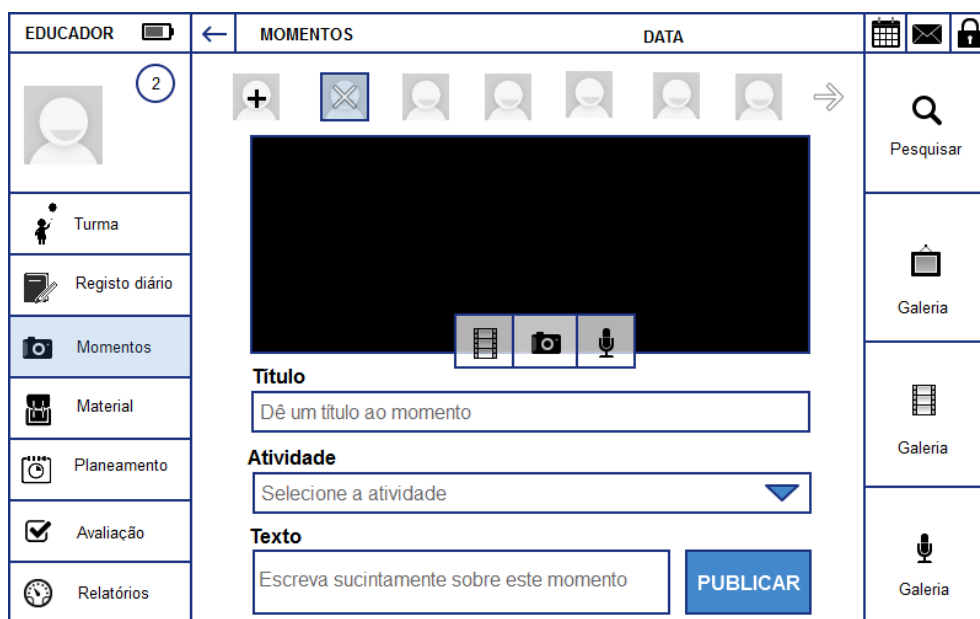 EDUCADOR
MOMENTOS
DATA
2
Pesquisar
Turma
Registo diário
Galeria
Momentos
Título
Material
Dê um título ao momento
Galeria
Atividade
Planeamento
Selecione a atividade
Avaliação
Texto
Escreva sucintamente sobre este momento
PUBLICAR
Relatórios
Galeria